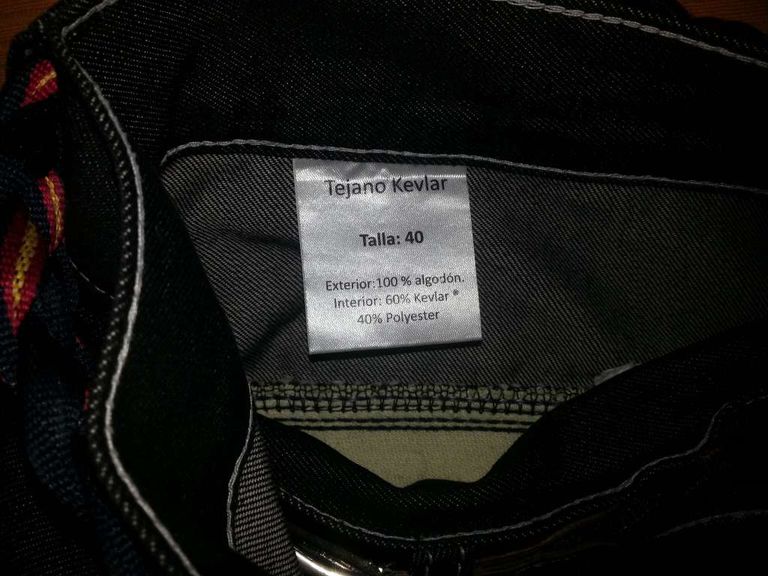 Tejano Kevlar
Talla: 40
Exterior:100 % algodón.
Interior: 60% Kevlar ®
40% Polyester